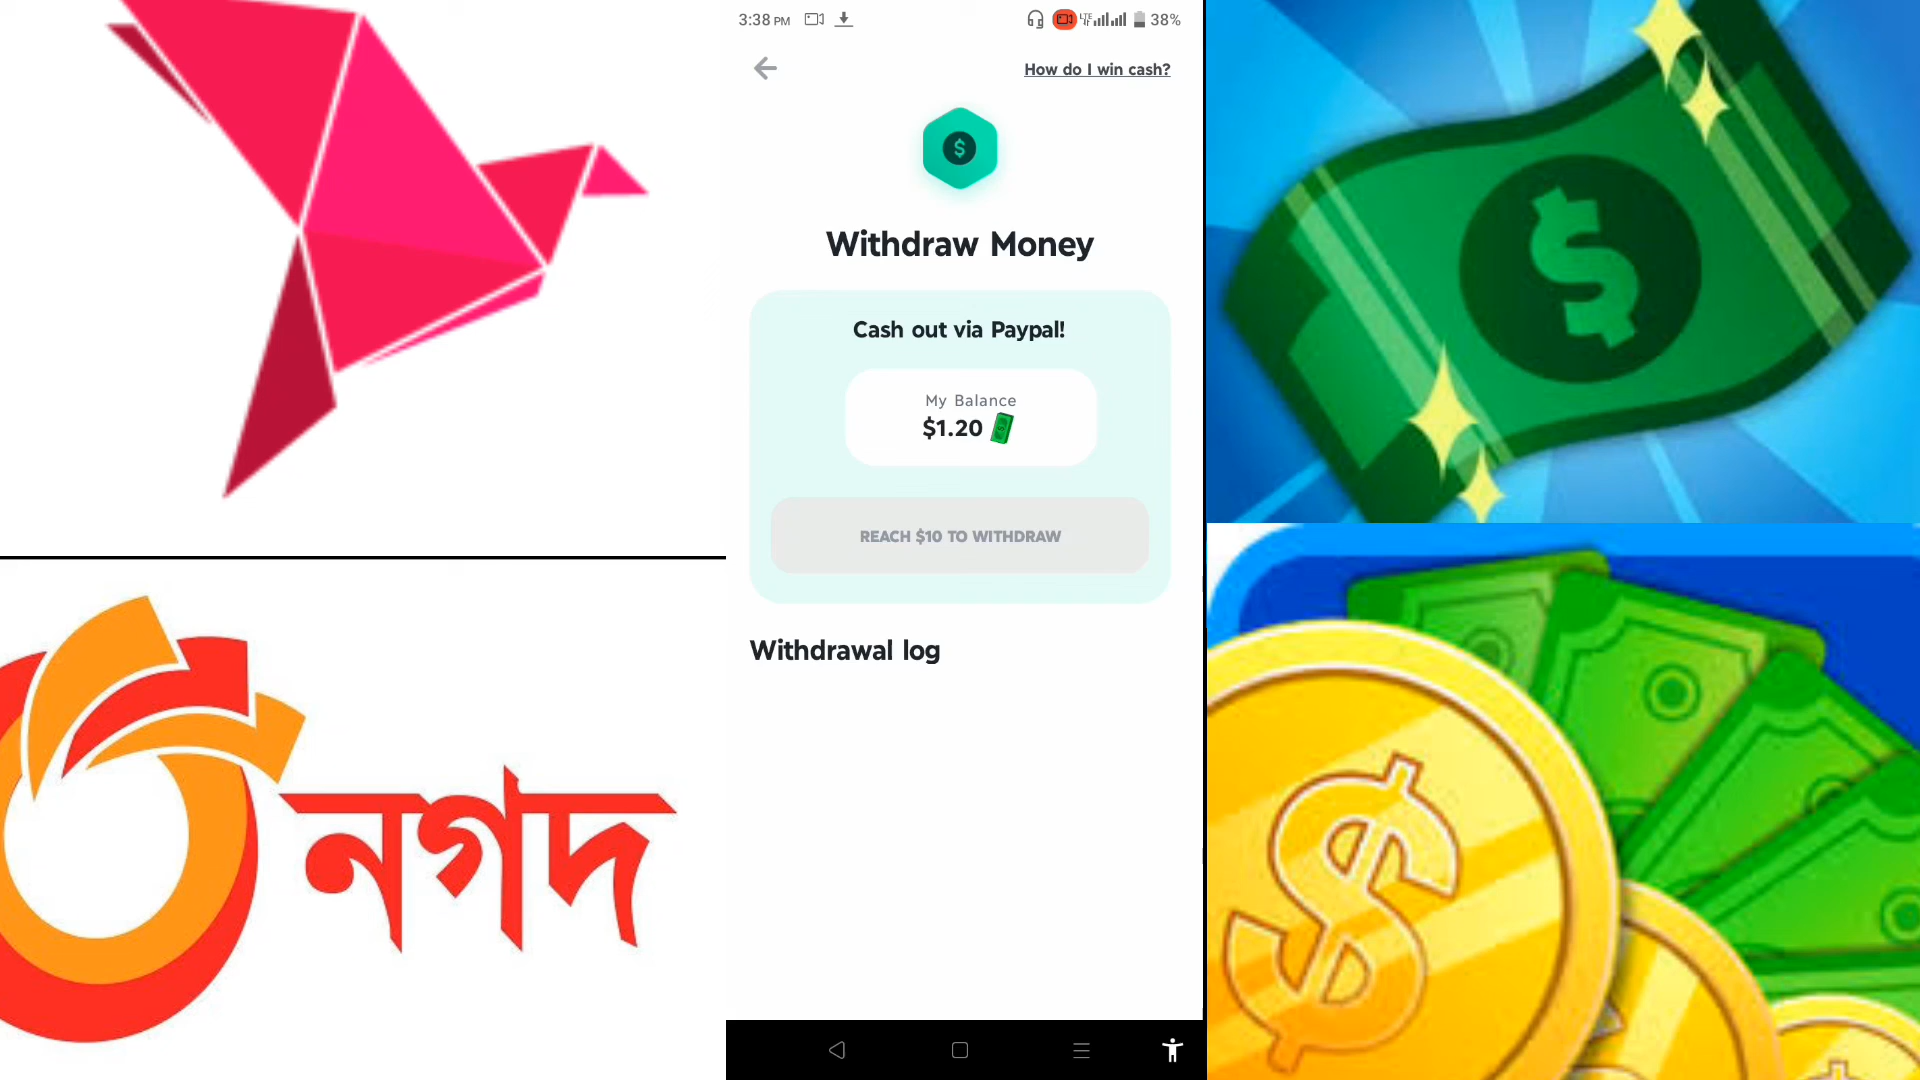 3:38 PM
LTE
38%
How do I win cash?
$
Withdraw Money
Cash out via Paypal!
My Balance
$1.20
REACH $10 TO WITHDRAW
Withdrawal log
নগদ
$
$